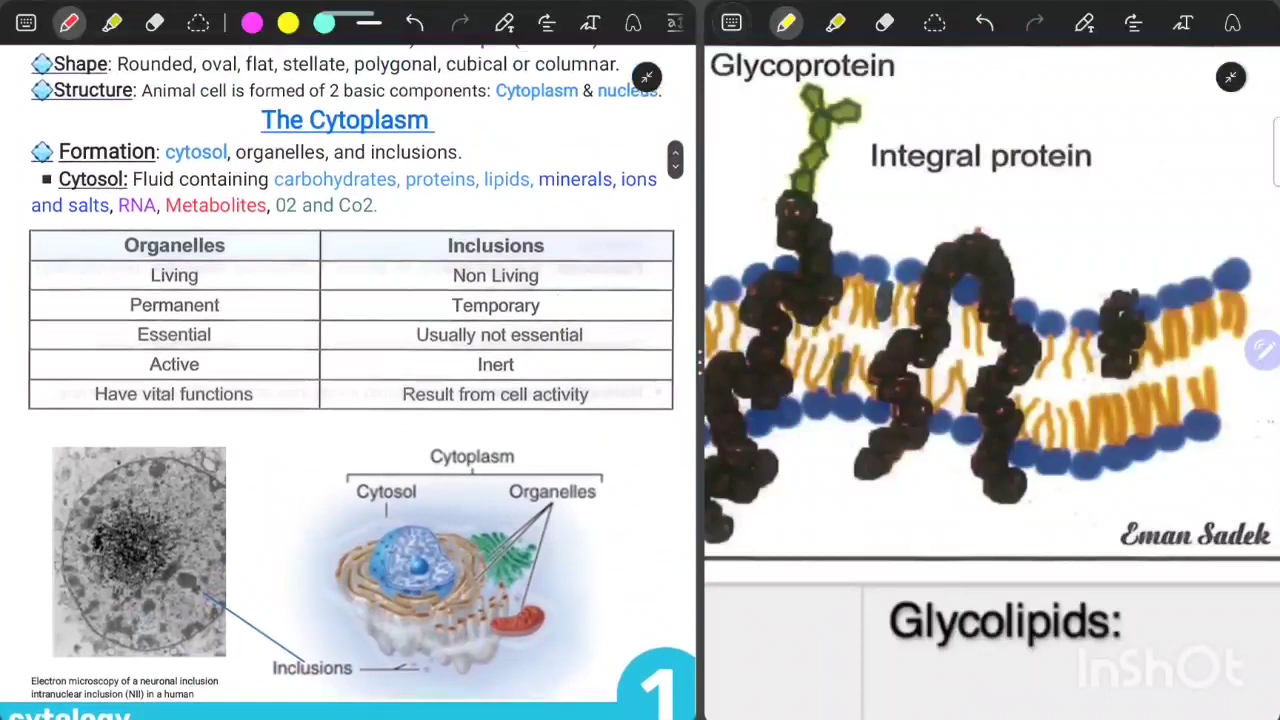 Shape: Rounded, oval, flat, stellate, polygonal, cubical or columnar.
Structure: Animal cell is formed of 2 basic components: Cytoplasm & nucleus.
The Cytoplasm
Formation: cytosol, organelles, and inclusions.
Cytosol: Fluid containing carbohydrates, proteins, lipids, minerals, ions
and salts, RNA, Metabolites, 02 and Co2.
Organelles Inclusions
Living Non Living
Permanent Temporary
Essential Usually not essential
Active Inert
Have vital functions Result from cell activity
Cytoplasm
Cytosol Organelles
Inclusions
Electron microscopy of a neuronal inclusion
intranuclear inclusion (NII) in a human
1
cytology
Glycoprotein
Integral protein
Eman Sadek
Glycolipids:
InShOt